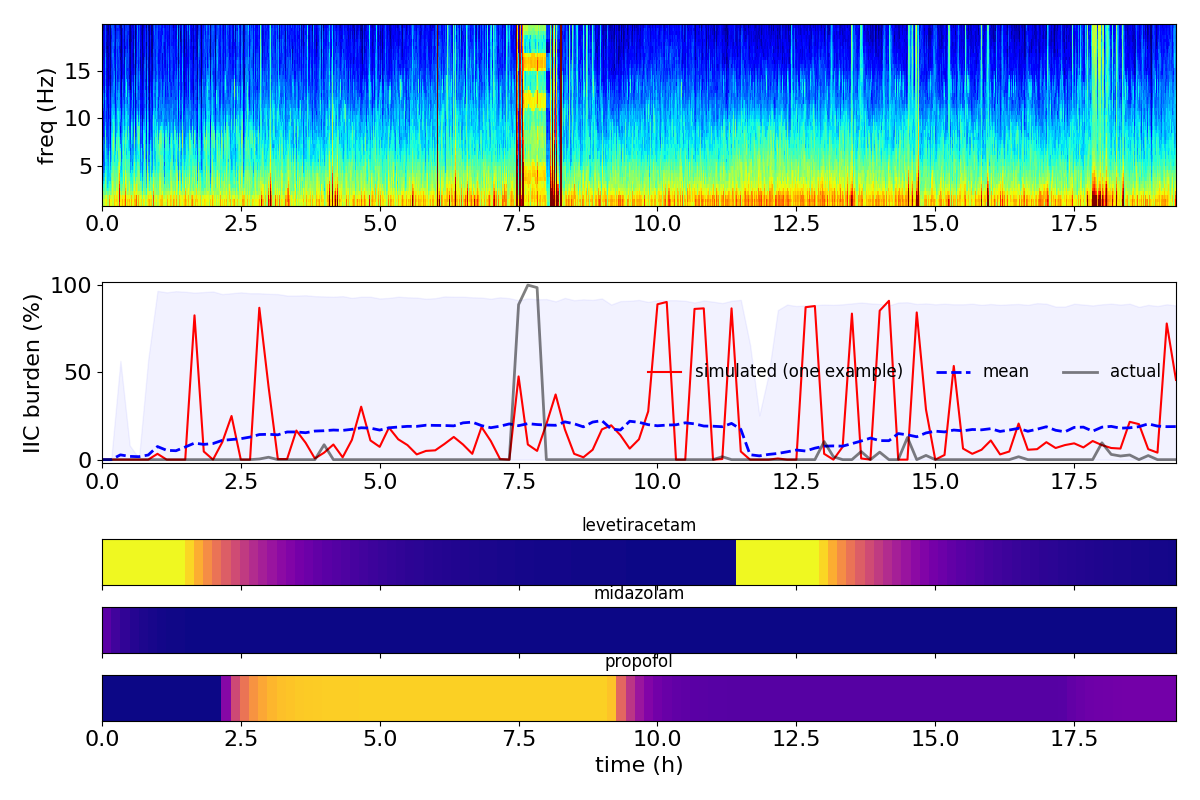 freq (Hz)
15
10
5
0.0 2.5 5.0 7.5 10.0 12.5 15.0 17.5
IIC burden (%)
100
50
0
simulated (one example) mean actual
0.0 2.5 5.0 7.5 10.0 12.5 15.0 17.5
levetiracetam
midazolam
propofol
0.0 2.5 5.0 7.5 10.0 12.5 15.0 17.5
time (h)